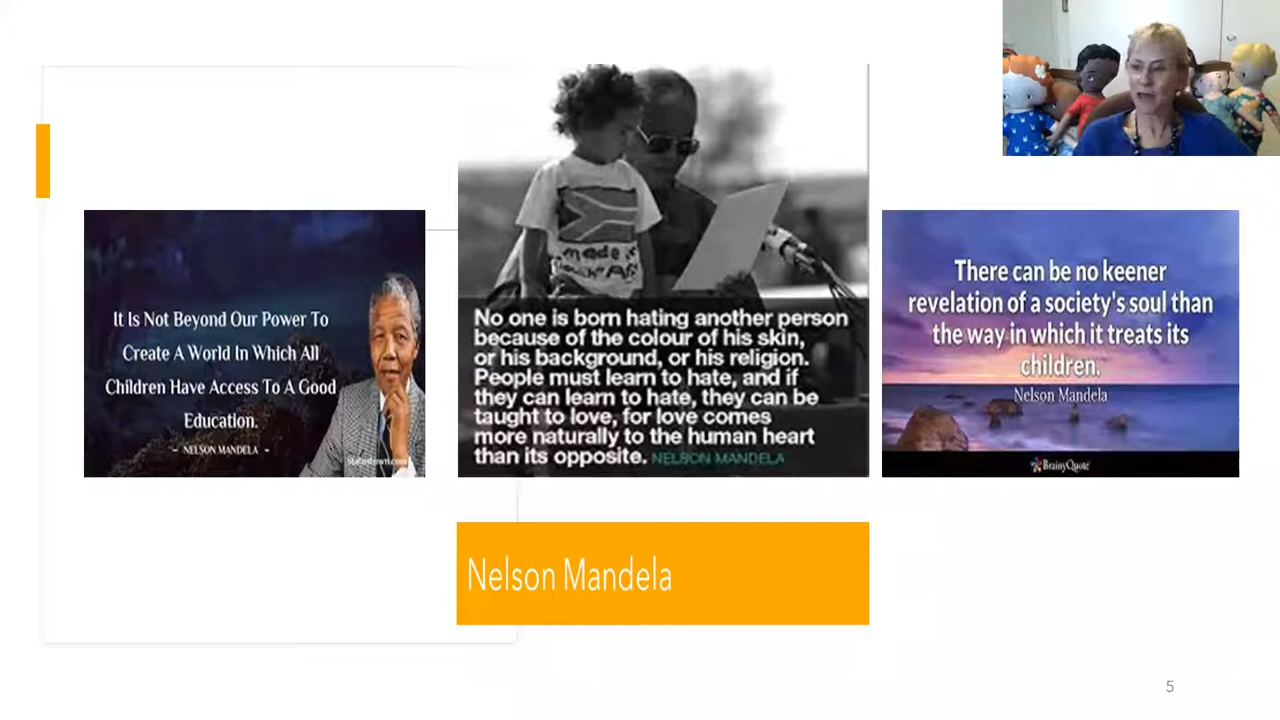 It Is Not Beyond Our Power To
Create A World In Which All
Children Have Access To A Good
Education.
~ NELSON MANDELA ~
made in
No one is born hating another person
because of the colour of his skin,
or his background, or his religion.
People must learn to hate, and if
they can learn to hate, they can be
taught to love, for love comes
more naturally to the human heart
than its opposite. NELSON MANDELA
There can be no keener
revelation of a society's soul than
the way in which it treats its
children.
Nelson Mandela
BrainyQuote
Nelson Mandela
5